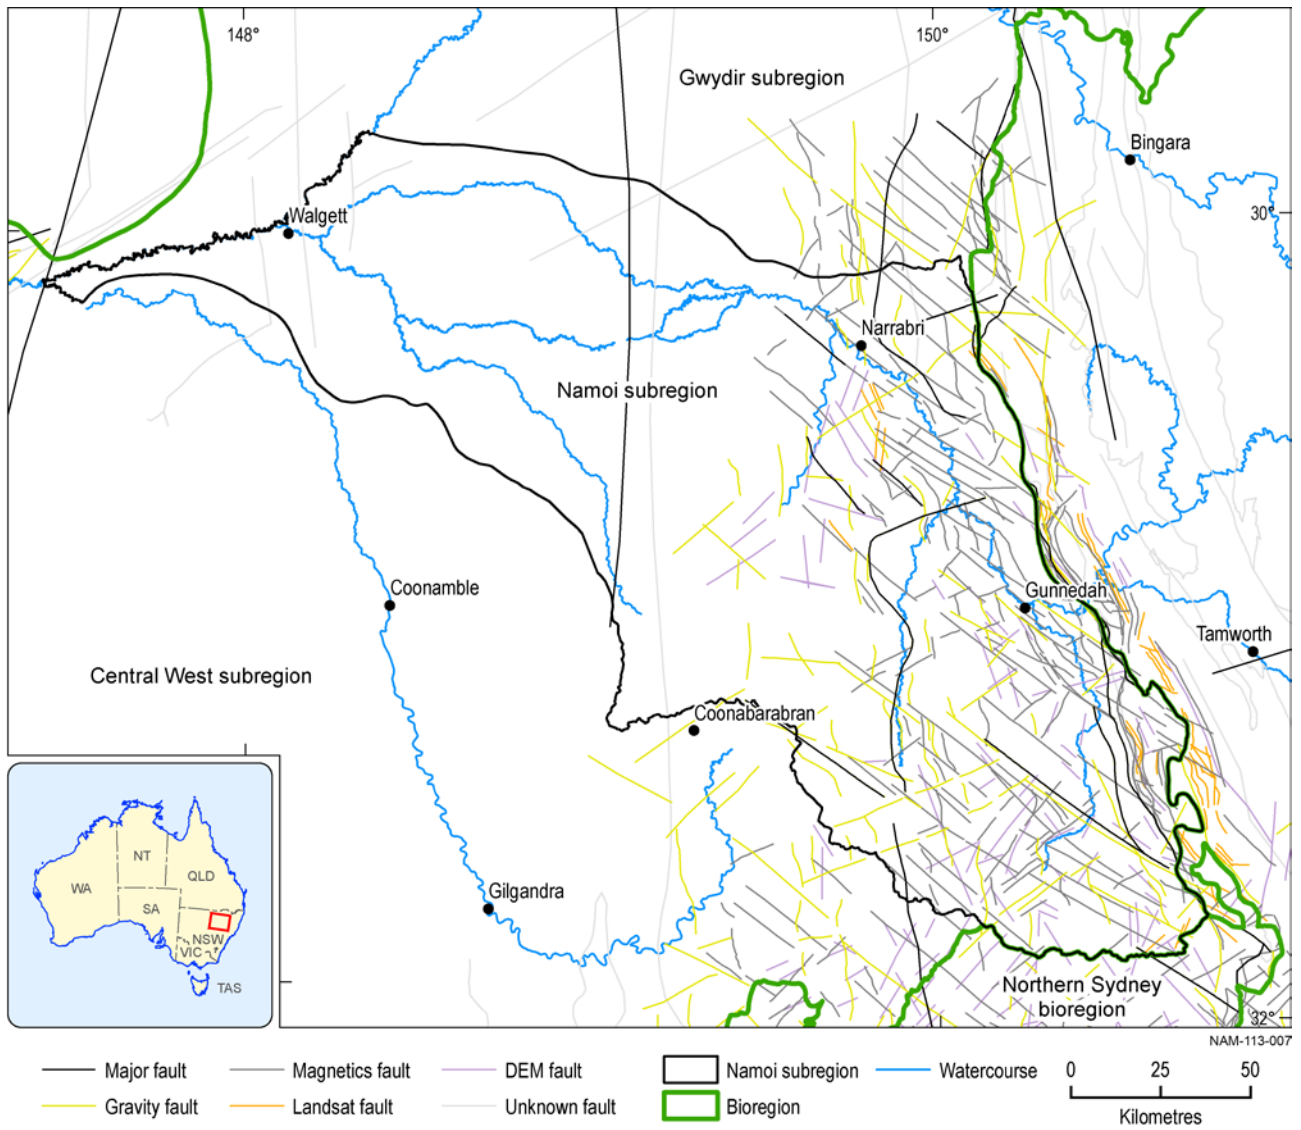 148°
150°
Gwydir subregion
Bingara
Walgett
30°
Narrabri
Namoi subregion
Coonamble
Gunnedah
Tamworth
Central West subregion
Coonabarabran
Gilgandra
Northern Sydney
bioregion
32°
NT
WA
QLD
SA
NSW
VIC
TAS
NAM-113-007
Major fault
Magnetics fault
DEM fault
Namoi subregion
Watercourse
Gravity fault
Landsat fault
Unknown fault
Bioregion
0 25 50
Kilometres